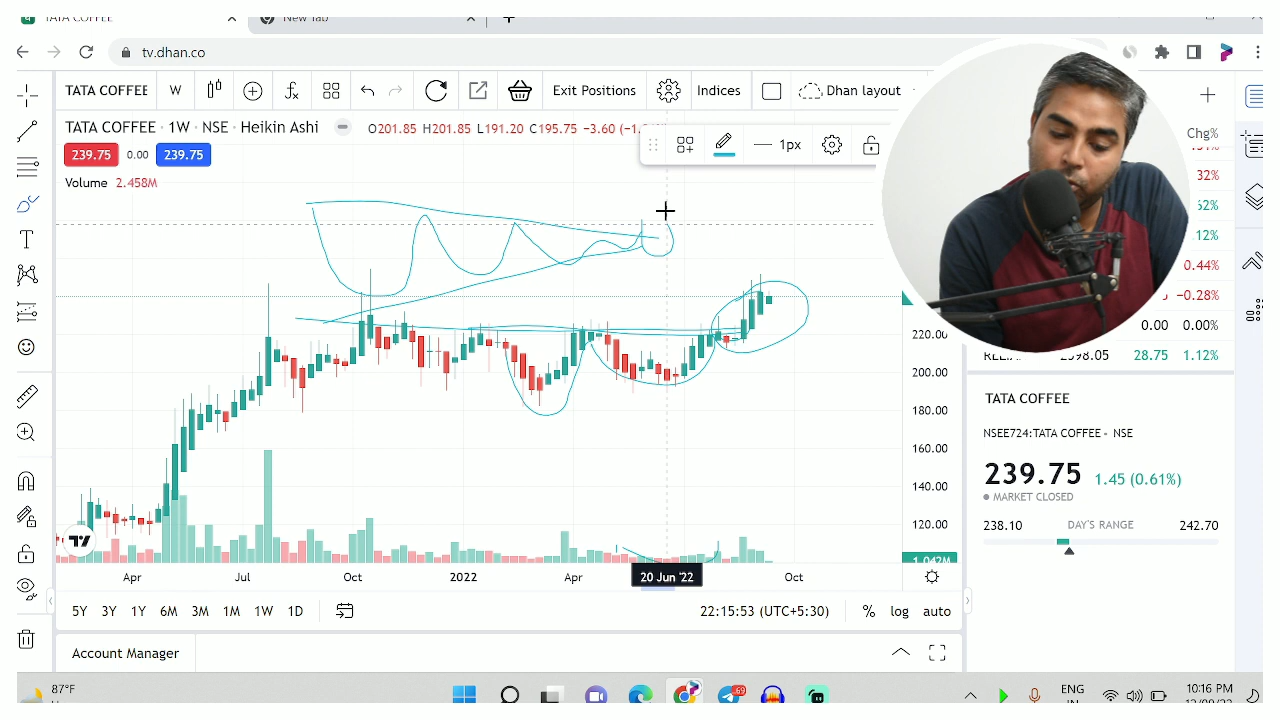 TATA COFFEE
New Tab
tv.dhan.co
TATA COFFEE W Exit Positions Indices Dhan layout
TATA COFFEE · 1W · NSE · Heikin Ashi O201.85 H201.85 L191.20 C195.75 −3.60
239.75 0.00 239.75
Volume 2.458M
1px
Chg%
32%
52%
12%
0.44%
−0.28%
0.00 0.00%
28.75 1.12%
220.00
200.00
180.00
160.00
140.00
120.00
1.042M
Apr Jul Oct 2022 Apr 20 Jun '22 Oct
5Y 3Y 1Y 6M 3M 1M 1W 1D 22:15:53 (UTC+5:30) % log auto
Account Manager
TATA COFFEE
NSEE724:TATA COFFEE - NSE
239.75 1.45 (0.61%)
MARKET CLOSED
238.10 DAY'S RANGE 242.70
87°F
69
ENG
IN
10:16 PM